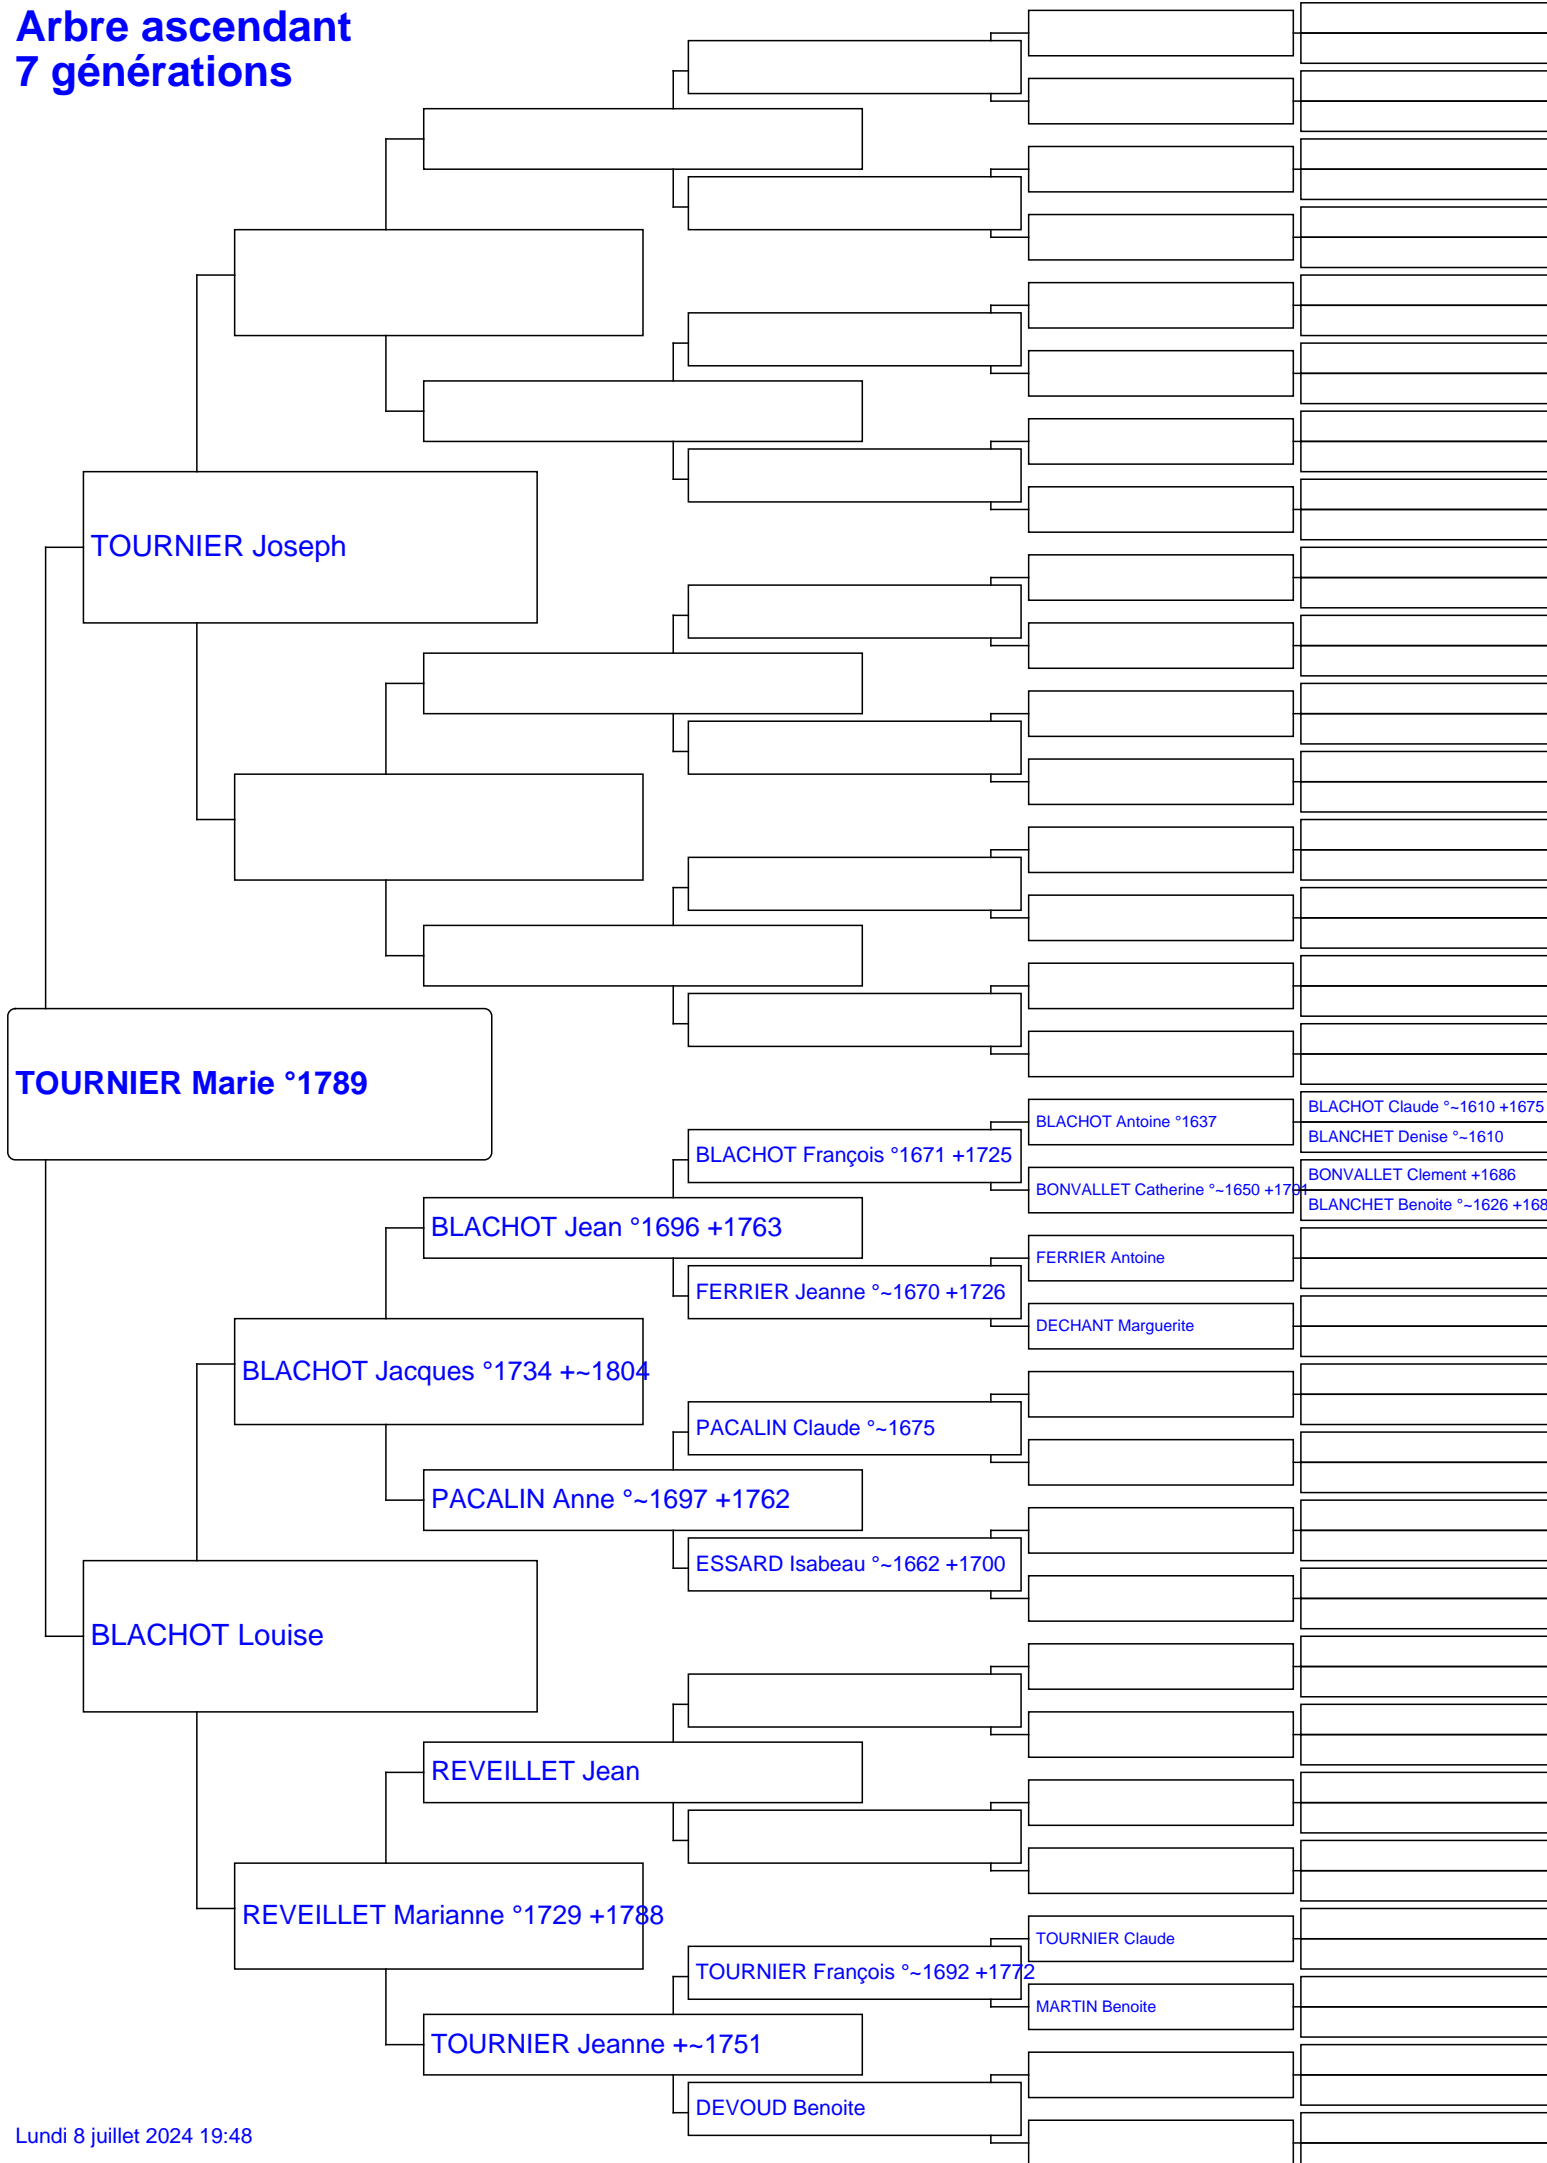 Arbre ascendant
7 générations
TOURNIER Joseph
TOURNIER Marie °1789
BLACHOT Claude °~1610 +1675
BLACHOT Antoine °1637
BLANCHET Denise °~1610
BLACHOT François °1671 +1725
BONVALLET Clement +1686
BONVALLET Catherine °~1650 +1701
BLANCHET Benoite °~1626 +168
BLACHOT Jean °1696 +1763
FERRIER Antoine
FERRIER Jeanne °~1670 +1726
DECHANT Marguerite
BLACHOT Jacques °1734 +~1804
PACALIN Claude °~1675
PACALIN Anne °~1697 +1762
ESSARD Isabeau °~1662 +1700
BLACHOT Louise
REVEILLET Jean
REVEILLET Marianne °1729 +1788
TOURNIER Claude
TOURNIER François °~1692 +1772
MARTIN Benoite
TOURNIER Jeanne +~1751
DEVOUD Benoite
Lundi 8 juillet 2024 19:48